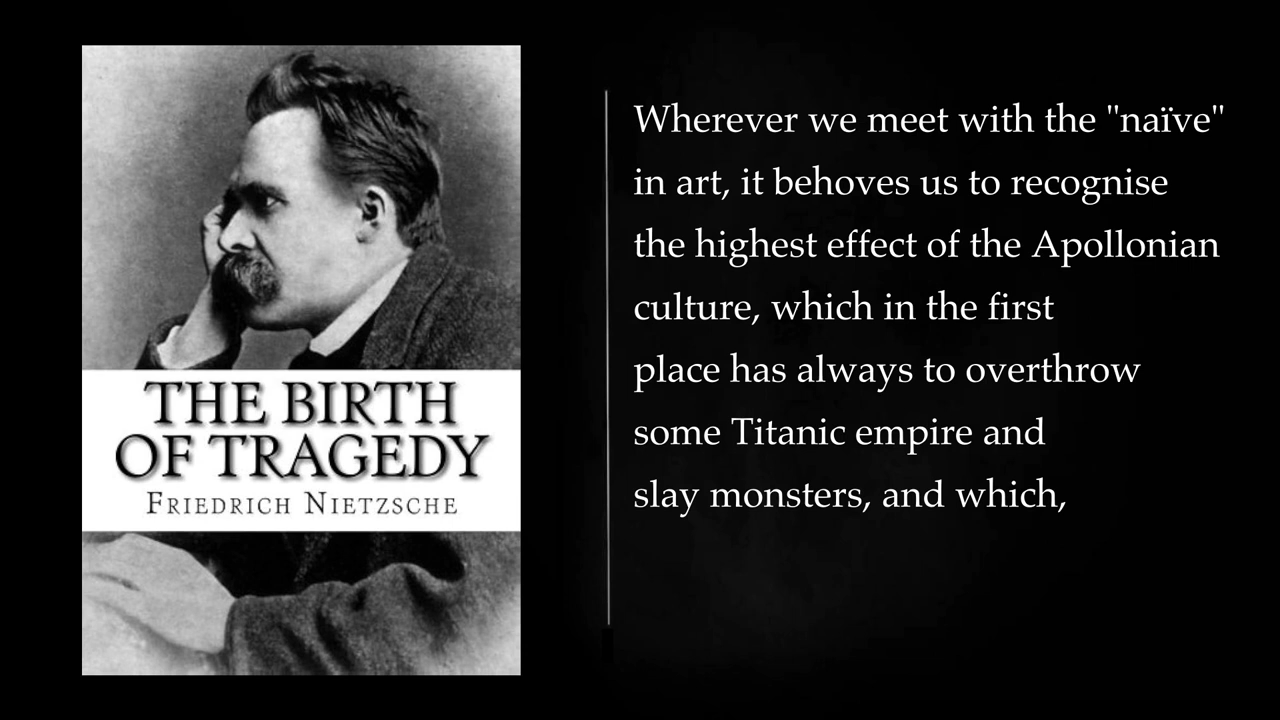 THE BIRTH
OF TRAGEDY
Friedrich Nietzsche
Wherever we meet with the "naïve"
in art, it behoves us to recognise
the highest effect of the Apollonian
culture, which in the first
place has always to overthrow
some Titanic empire and
slay monsters, and which,